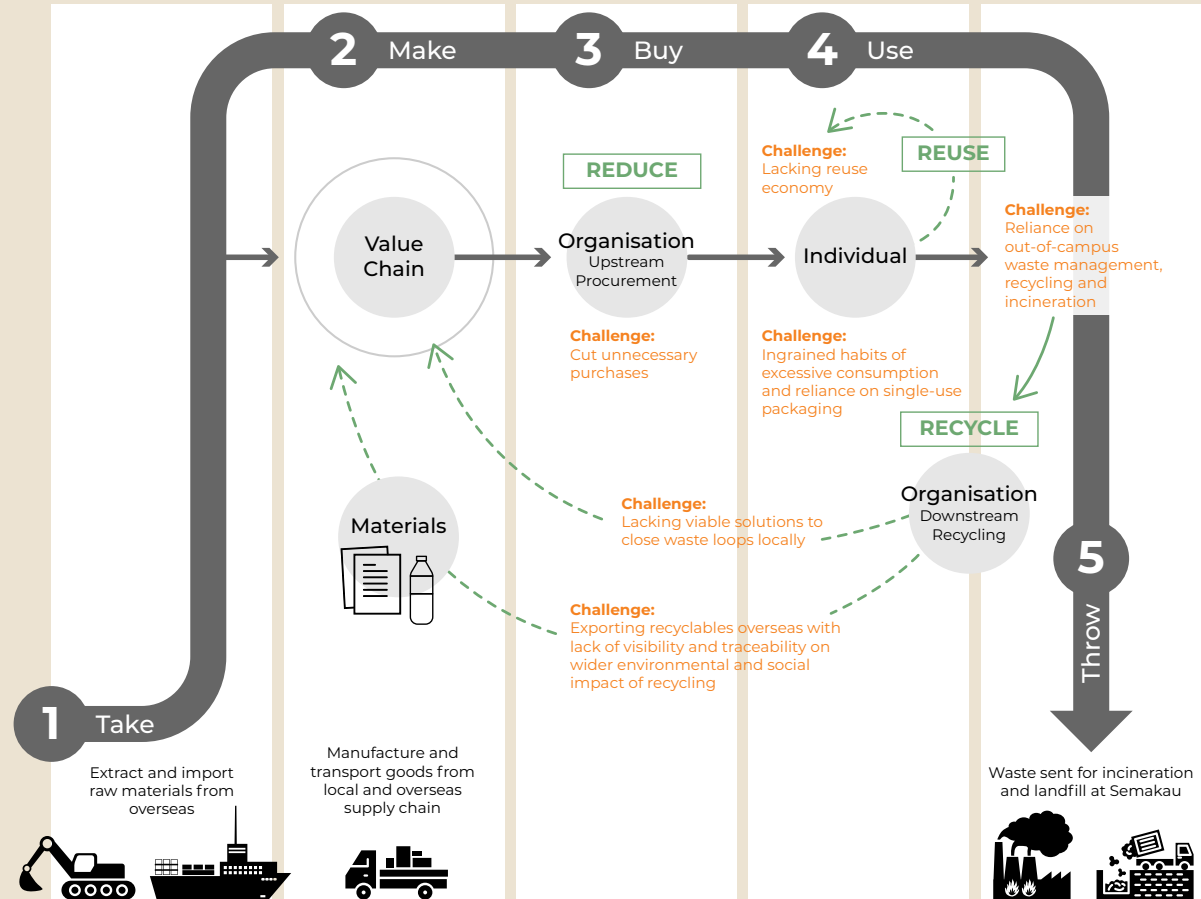 2 Make
3 Buy
4 Use
REDUCE
Challenge:
Lacking reuse
economy
REUSE
Value
Chain
Organisation
Upstream
Procurement
Individual
Challenge:
Reliance on
out-of-campus
waste management,
recycling and
incineration
Challenge:
Cut unnecessary
purchases
Challenge:
Ingrained habits of
excessive consumption
and reliance on single-use
packaging
RECYCLE
Organisation
Downstream
Recycling
Materials
Challenge:
Lacking viable solutions to
close waste loops locally
Challenge:
Exporting recyclables overseas with
lack of visibility and traceability on
wider environmental and social
impact of recycling
5
Throw
1 Take
Extract and import
raw materials from
overseas
Manufacture and
transport goods from
local and overseas
supply chain
Waste sent for incineration
and landfill at Semakau